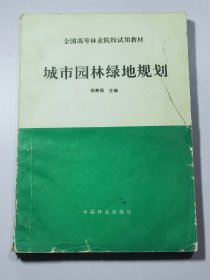 全国高等林业院校试用教材
城市园林绿地规划
杨赉丽 主编
中国林业出版社